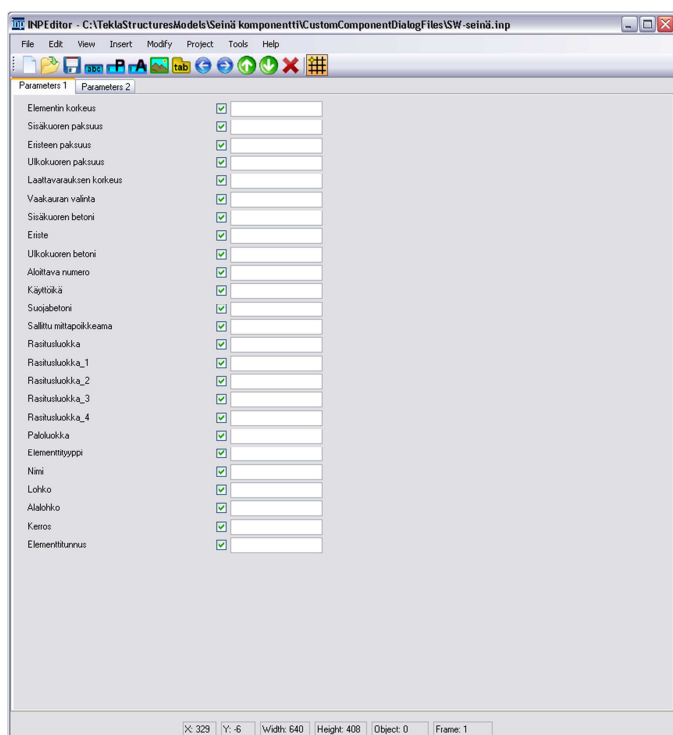 INPEditor - C:\TeklaStructuresModels\Seinä komponentti\CustomComponentDialogFiles\SW-seinä.inp
File Edit View Insert Modify Project Tools Help
abc P A tab
Parameters 1 Parameters 2
Elementin korkeus
Sisäkuoren paksuus
Eristeen paksuus
Ulkokuoren paksuus
Laattavarauksen korkeus
Vaakauran valinta
Sisäkuoren betoni
Eriste
Ulkokuoren betoni
Aloittava numero
Käyttöikä
Suojabetoni
Sallittu mittapoikkeama
Rasitusluokka
Rasitusluokka_1
Rasitusluokka_2
Rasitusluokka_3
Rasitusluokka_4
Paloluokka
Elementtityyppi
Nimi
Lohko
Alalohko
Kerros
Elementtitunnus
X: 329 Y: -6 Width: 640 Height: 408 Object: 0 Frame: 1